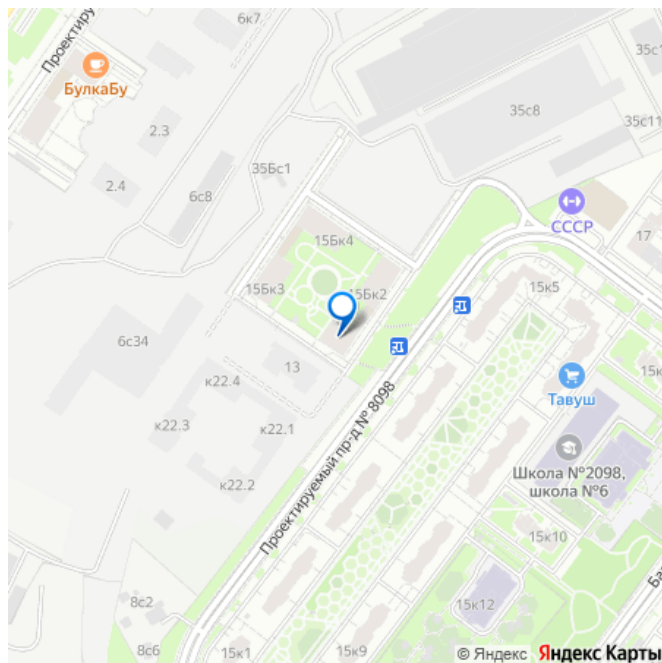 6к7
Проектиру
БулкаБу
2.3
2.4
6с8
35Бс1
35с1
35с8
35с11
СССР
17
15Бк4
15Бк3
15Бк2
15к5
6с34
13
к22.4
к22.3
к22.1
к22.2
Тавуш
15к
Школа №2098,
школа №6
Проектируемый пр-д № 8098
15к10
15к12
Ба
8с2
8с6
15к1
15к9
© Яндекс Яндекс Карты